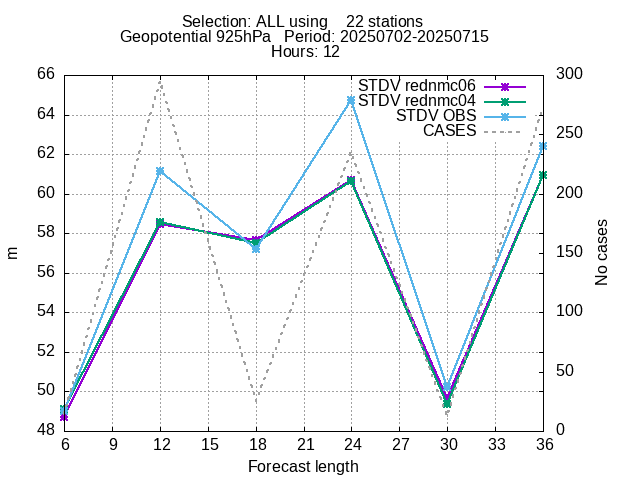 Selection: ALL using    22 stations
Geopotential 925hPa   Period: 20250702-20250715
Hours: 12
STDV rednmc06
STDV rednmc04
STDV OBS
CASES
66
64
62
60
58
56
54
52
50
48
m
300
250
200
150
100
50
0
No cases
6 9 12 15 18 21 24 27 30 33 36
Forecast length